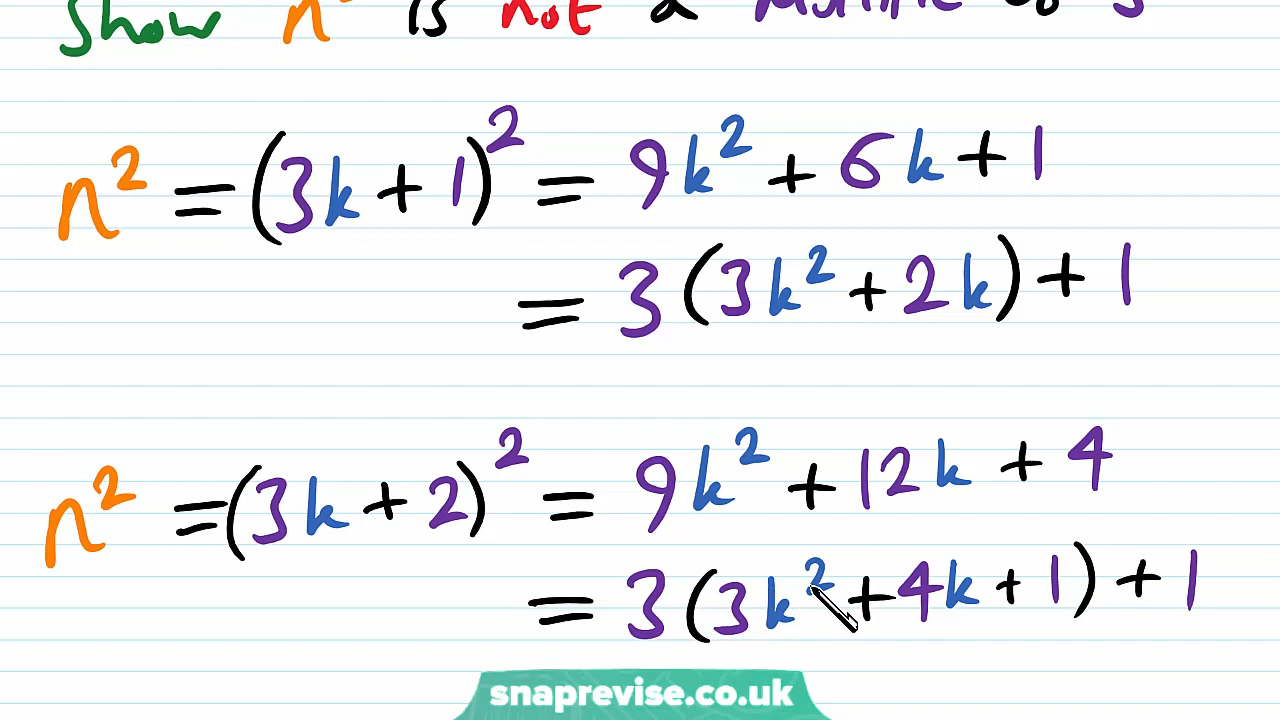 Show n² is not a multiple of 3
n² = (3k + 1)² = 9k² + 6k + 1
= 3(3k² + 2k) + 1
n² = (3k + 2)² = 9k² + 12k + 4
= 3(3k² + 4k + 1) + 1
snaprevise.co.uk